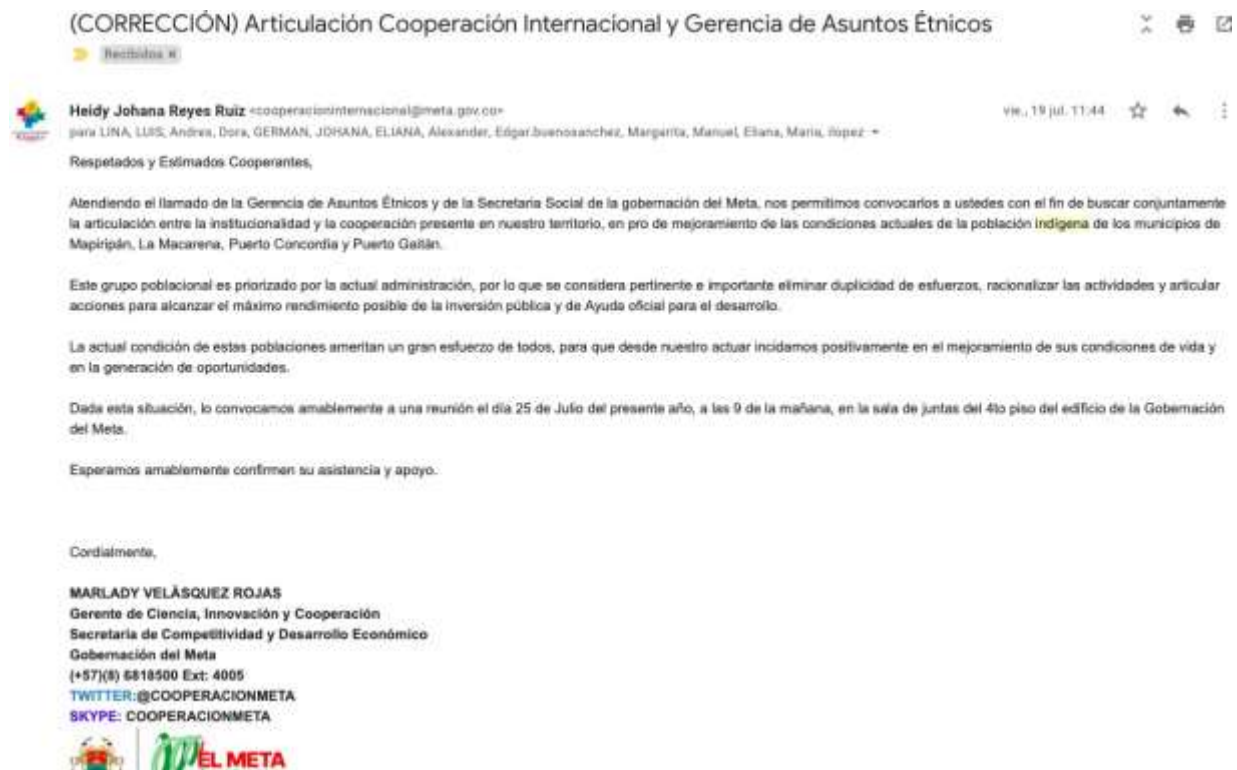 (CORRECCIÓN) Articulación Cooperación Internacional y Gerencia de Asuntos Étnicos
Recibidos x
Heidy Johana Reyes Ruiz <cooperacioninternacional@meta.gov.co>
vie., 19 jul. 11:44
para LINA, LUIS, Andres, Dora, GERMAN, JOHANA, ELIANA, Alexander, Edgar.buenosanchez, Margarita, Manuel, Eliana, Maria,
Respetados y Estimados Cooperantes,
Atendiendo el llamado de la Gerencia de Asuntos Étnicos y de la Secretaria Social de la gobernación del Meta, nos permitimos convocarlos a ustedes con el fin de buscar conjuntamente
la articulación entre la institucionalidad y la cooperación presente en nuestro territorio, en pro de mejoramiento de las condiciones actuales de la población indígena de los municipios de
Mapiripán, La Macarena, Puerto Concordia y Puerto Gaitán.
Este grupo poblacional es priorizado por la actual administración, por lo que se considera pertinente e importante eliminar duplicidad de esfuerzos, racionalizar las actividades y articular
acciones para alcanzar el máximo rendimiento posible de la inversión pública y de Ayuda oficial para el desarrollo.
La actual condición de estas poblaciones ameritan un gran esfuerzo de todos, para que desde nuestro actuar incidamos positivamente en el mejoramiento de sus condiciones de vida y
en la generación de oportunidades.
Dada esta situación, lo convocamos amablemente a una reunión el día 25 de Julio del presente año, a las 9 de la mañana, en la sala de juntas del 4to piso del edificio de la Gobernación
del Meta.
Esperamos amablemente confirmen su asistencia y apoyo.
Cordialmente,
MARLADY VELÁSQUEZ ROJAS
Gerente de Ciencia, Innovación y Cooperación
Secretaria de Competitividad y Desarrollo Económico
Gobernación del Meta
(+57)(8) 6818500 Ext: 4005
TWITTER:@COOPERACIONMETA
SKYPE: COOPERACIONMETA
EL META